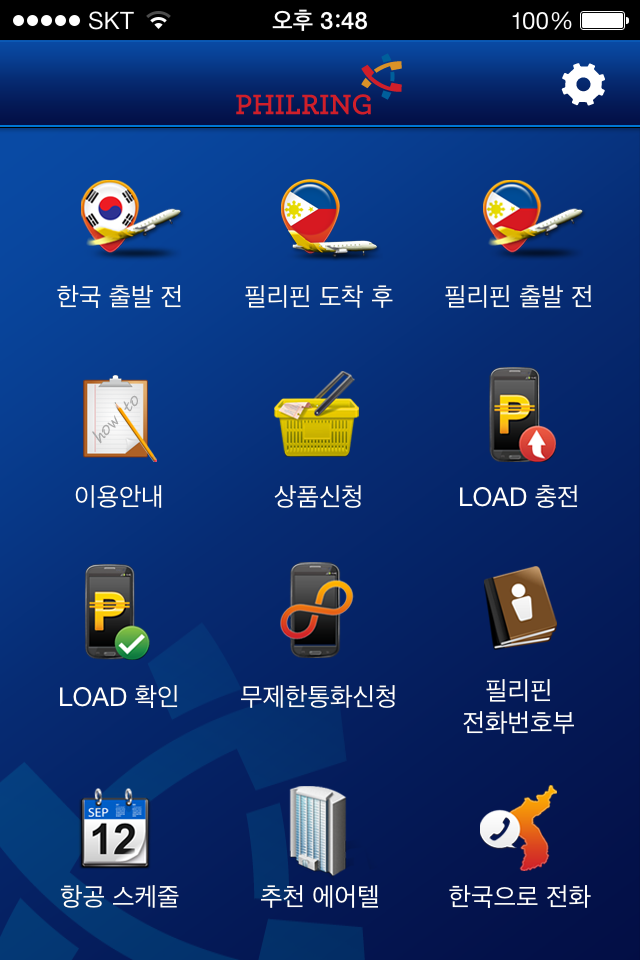 SKT 오후 3:48 100%
PHILRING
한국 출발 전 필리핀 도착 후 필리핀 출발 전
how to
이용안내 상품신청 LOAD 충전
LOAD 확인 무제한통화신청 필리핀
전화번호부
SEP
12
항공 스케줄 추천 에어텔 한국으로 전화